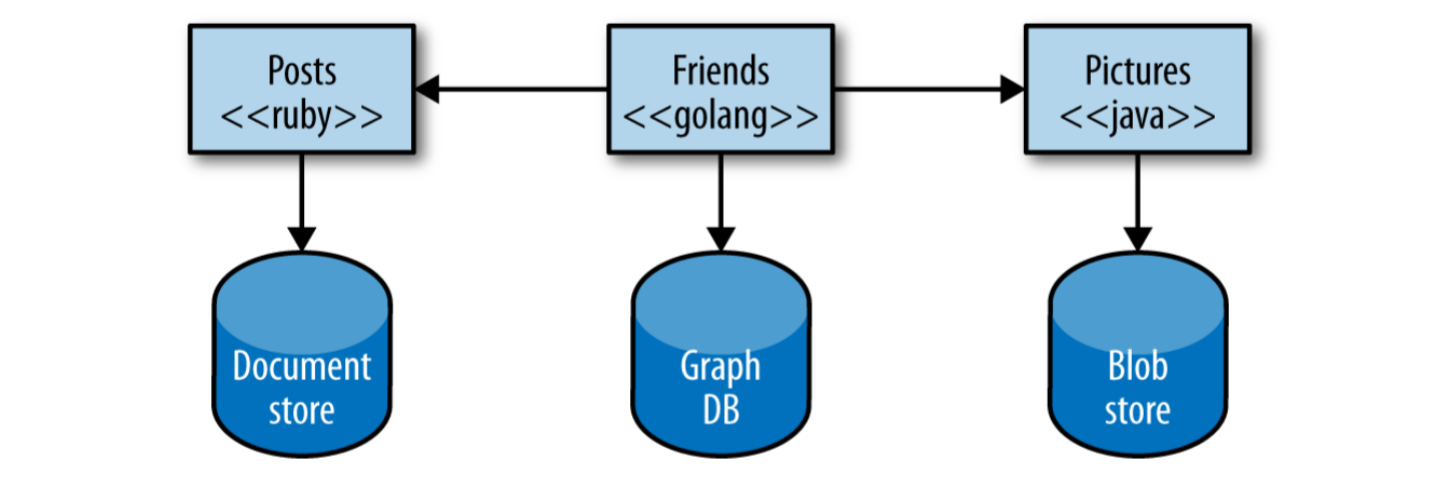 Posts
<<ruby>>
Friends
<<golang>>
Pictures
<<java>>
Document
store
Graph
DB
Blob
store